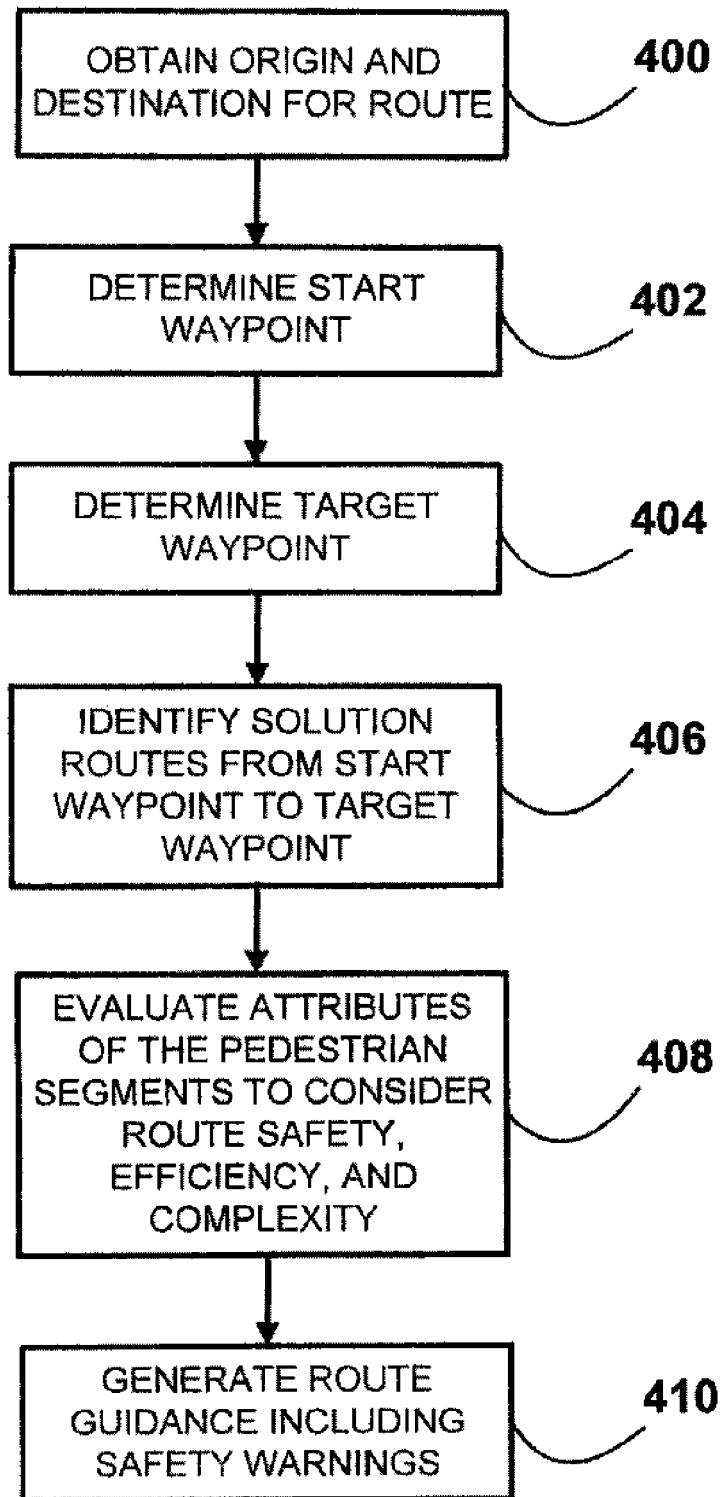 OBTAIN ORIGIN AND
DESTINATION FOR ROUTE
400
DETERMINE START
WAYPOINT
402
DETERMINE TARGET
WAYPOINT
404
IDENTIFY SOLUTION
ROUTES FROM START
WAYPOINT TO TARGET
WAYPOINT
406
EVALUATE ATTRIBUTES
OF THE PEDESTRIAN
SEGMENTS TO CONSIDER
ROUTE SAFETY,
EFFICIENCY, AND
COMPLEXITY
408
GENERATE ROUTE
GUIDANCE INCLUDING
SAFETY WARNINGS
410